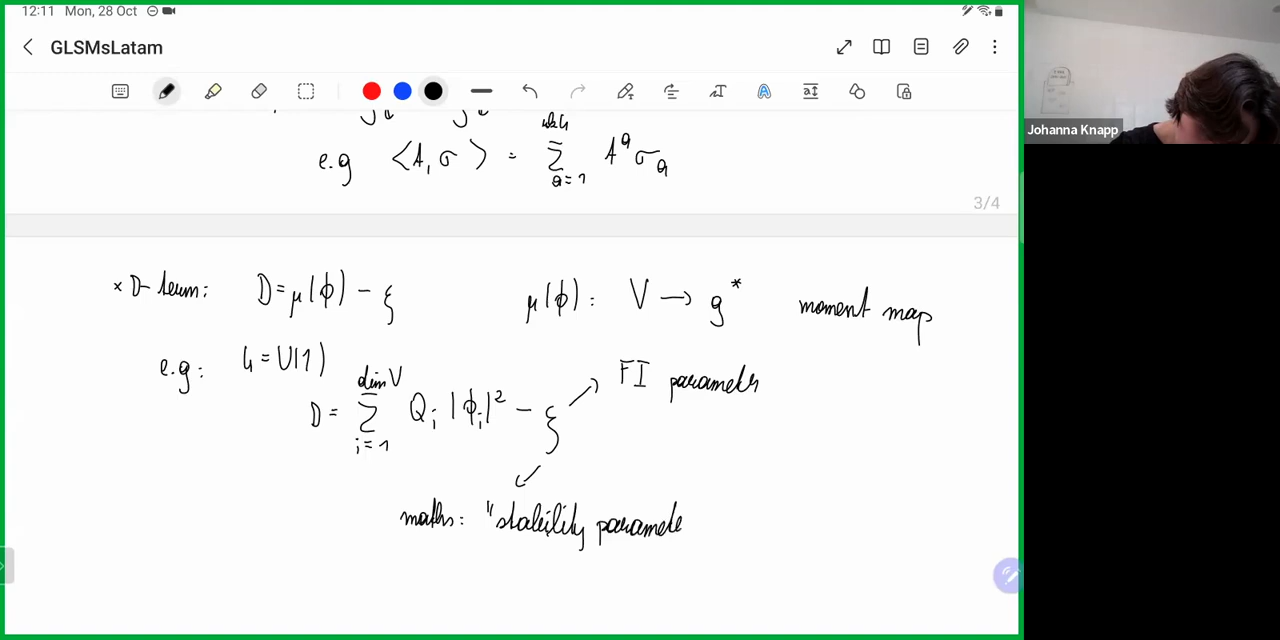 12:11 Mon, 28 Oct
GLSMsLatam
e.g ⟨λ, σ⟩ = Σ_{a=1} λ^a σ_a
3/4
× D-term: D = μ(ϕ) − ξ μ(ϕ): V → g* moment map
e.g: G = U(1)
D = Σ_{i=1}^{dim V} Q_i |ϕ_i|² − ξ → FI parameter
maths: "stability paramete
Johanna Knapp